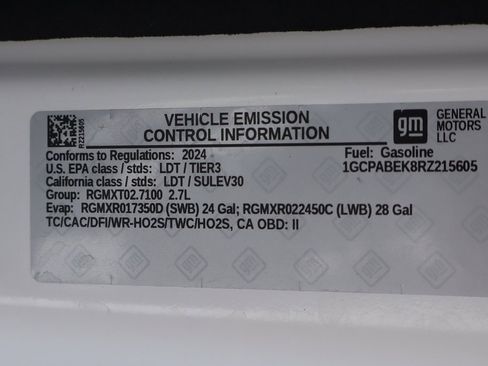 VEHICLE EMISSION
CONTROL INFORMATION
gm
GENERAL
MOTORS
LLC
RZ215605
Conforms to Regulations: 2024
Fuel: Gasoline
U.S. EPA class / stds: LDT / TIER3
1GCPABEK8RZ215605
California class / stds: LDT / SULEV30
Group: RGMXT02.7100 2.7L
Evap: RGMXR017350D (SWB) 24 Gal; RGMXR022450C (LWB) 28 Gal
TC/CAC/DFI/WR-HO2S/TWC/HO2S, CA OBD: II